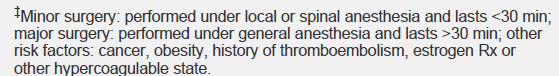 ‡Minor surgery: performed under local or spinal anesthesia and lasts <30 min;
major surgery: performed under general anesthesia and lasts >30 min; other
risk factors: cancer, obesity, history of thromboembolism, estrogen Rx or
other hypercoagulable state.